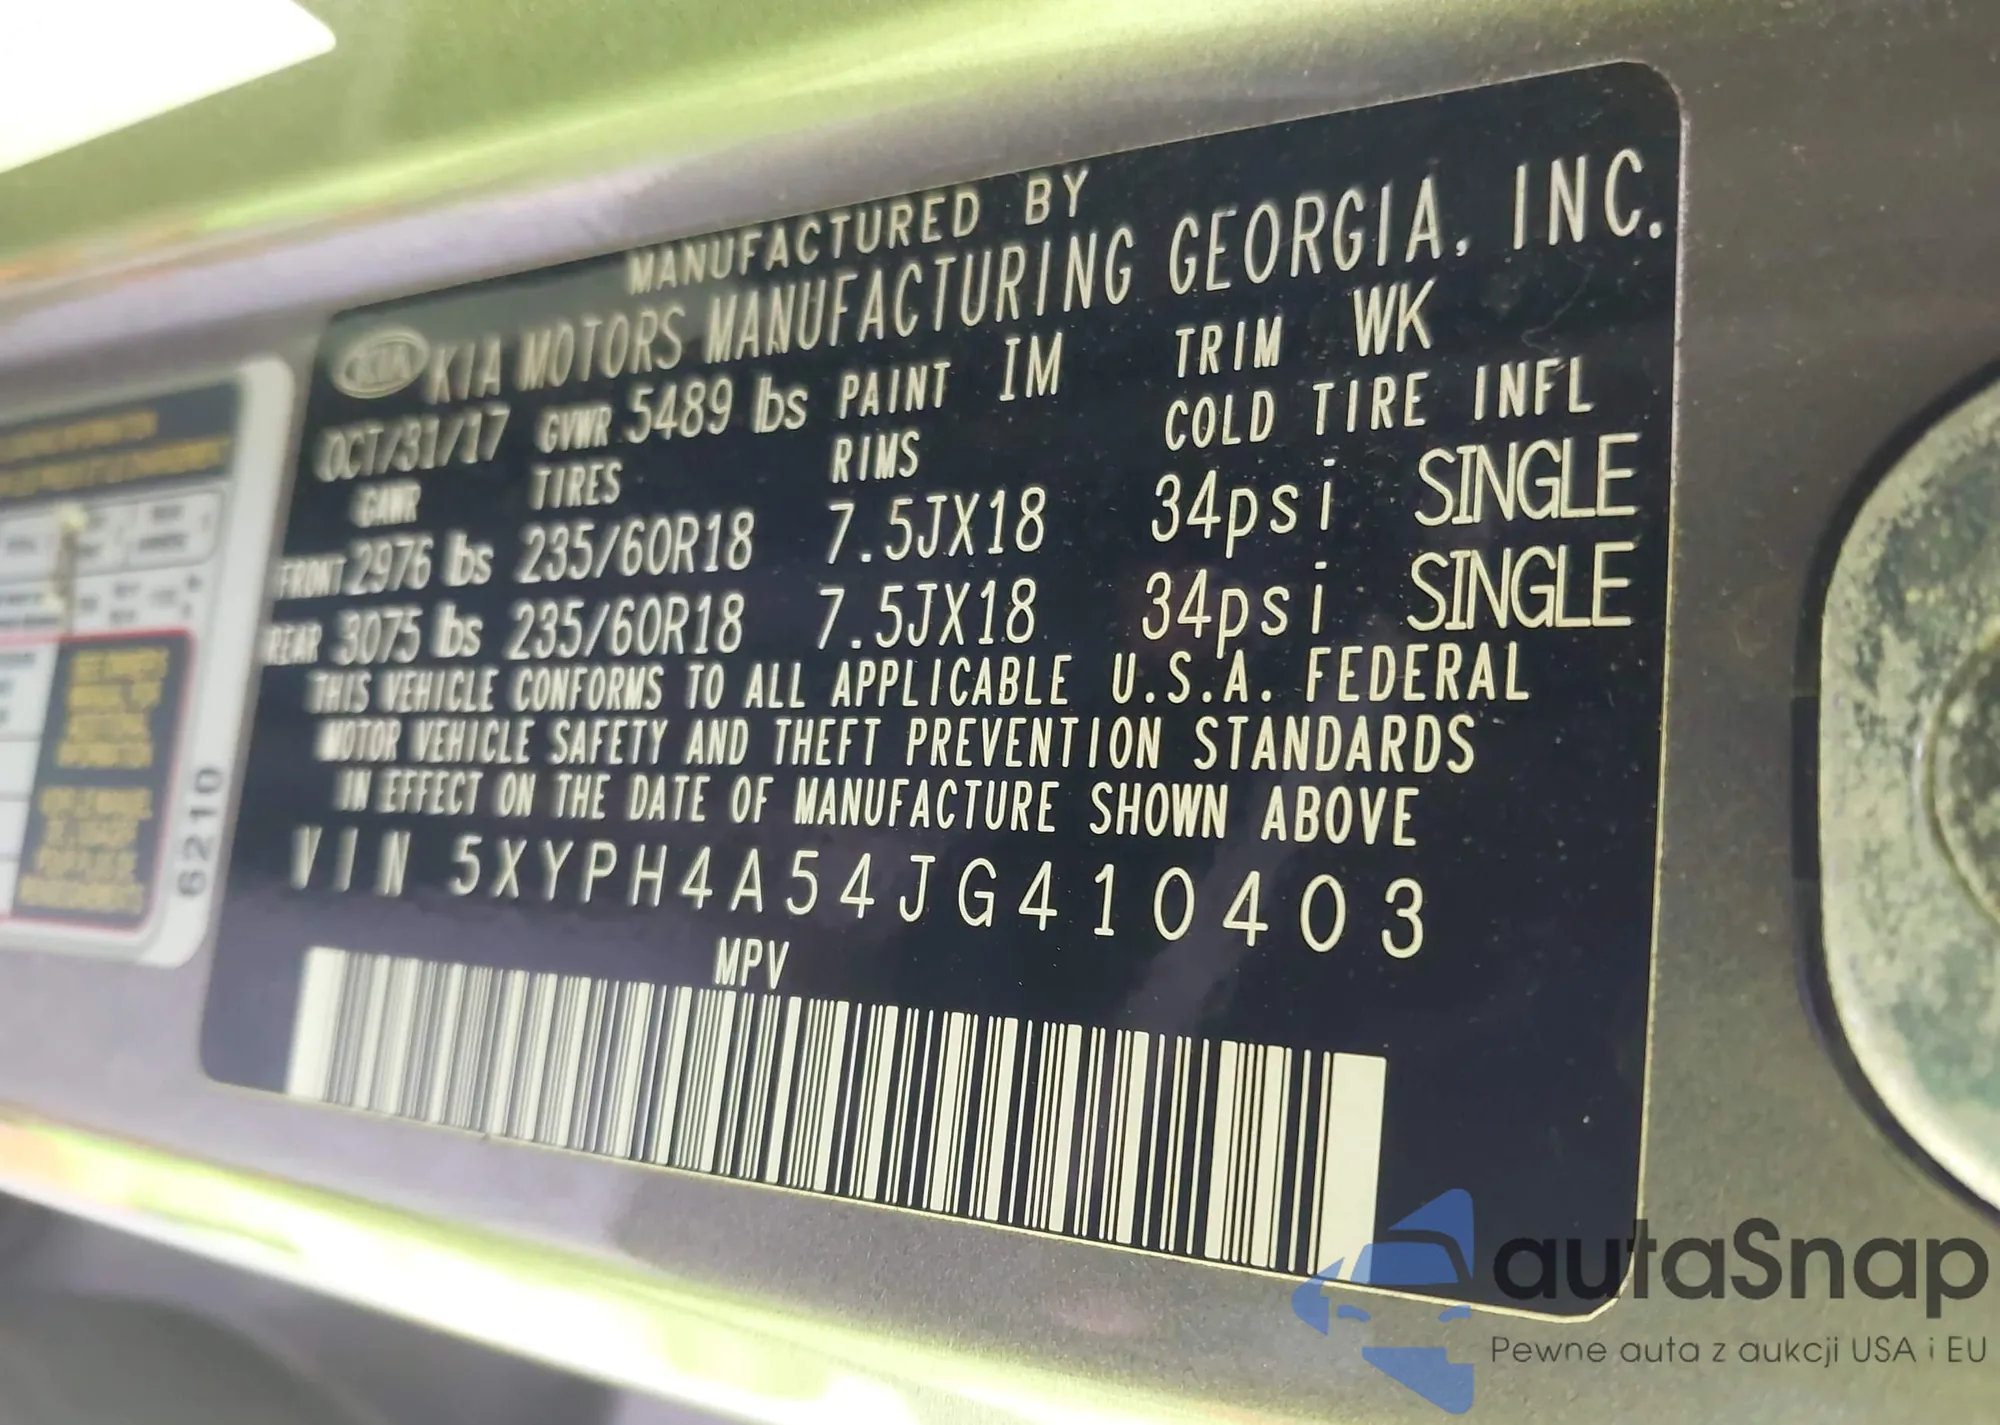 MANUFACTURED BY
KIA KIA MOTORS MANUFACTURING GEORGIA, INC.
OCT/31/17 GVWR 5489 lbs PAINT IM TRIM WK
GAWR TIRES RIMS COLD TIRE INFL
FRONT 2976 lbs 235/60R18 7.5JX18 34psi SINGLE
REAR 3075 lbs 235/60R18 7.5JX18 34psi SINGLE
THIS VEHICLE CONFORMS TO ALL APPLICABLE U.S.A. FEDERAL
MOTOR VEHICLE SAFETY AND THEFT PREVENTION STANDARDS
IN EFFECT ON THE DATE OF MANUFACTURE SHOWN ABOVE
VIN 5XYPH4A54JG410403
MPV
6210
autaSnap
Pewne auta z aukcji USA i EU